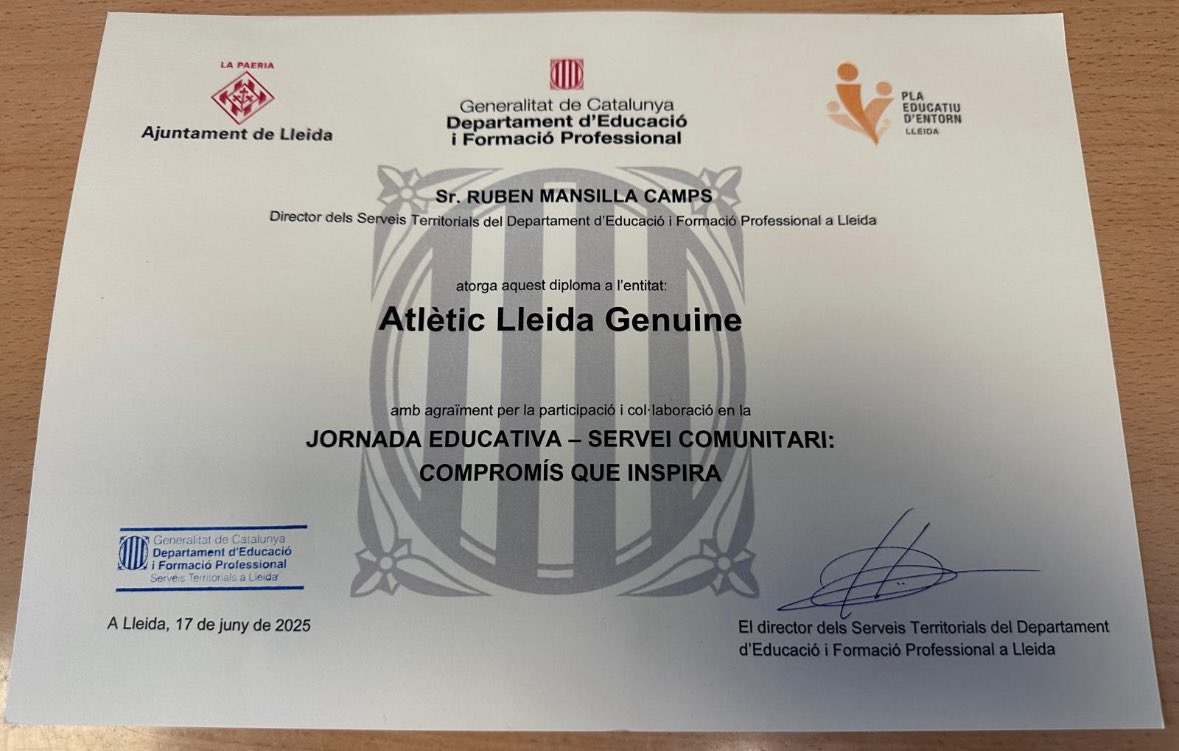 LA PAERIA
Ajuntament de Lleida
Generalitat de Catalunya
Departament d'Educació
i Formació Professional
PLA
EDUCATIU
D'ENTORN
LLEIDA
Sr. RUBEN MANSILLA CAMPS
Director dels Serveis Territorials del Departament d'Educació i Formació Professional a Lleida
atorga aquest diploma a l'entitat:
Atlètic Lleida Genuine
amb agraïment per la participació i col·laboració en la
JORNADA EDUCATIVA – SERVEI COMUNITARI:
COMPROMÍS QUE INSPIRA
Generalitat de Catalunya
Departament d'Educació
i Formació Professional
Serveis Territorials a Lleida
A Lleida, 17 de juny de 2025
El director dels Serveis Territorials del Departament
d'Educació i Formació Professional a Lleida